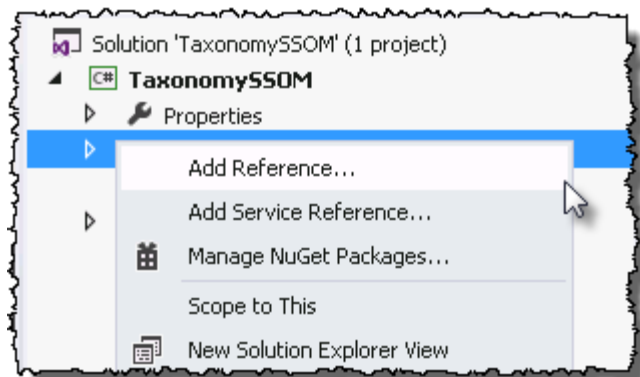 Solution 'TaxonomySSOM' (1 project)
C# TaxonomySSOM
Properties
Add Reference...
Add Service Reference...
Manage NuGet Packages...
Scope to This
New Solution Explorer View